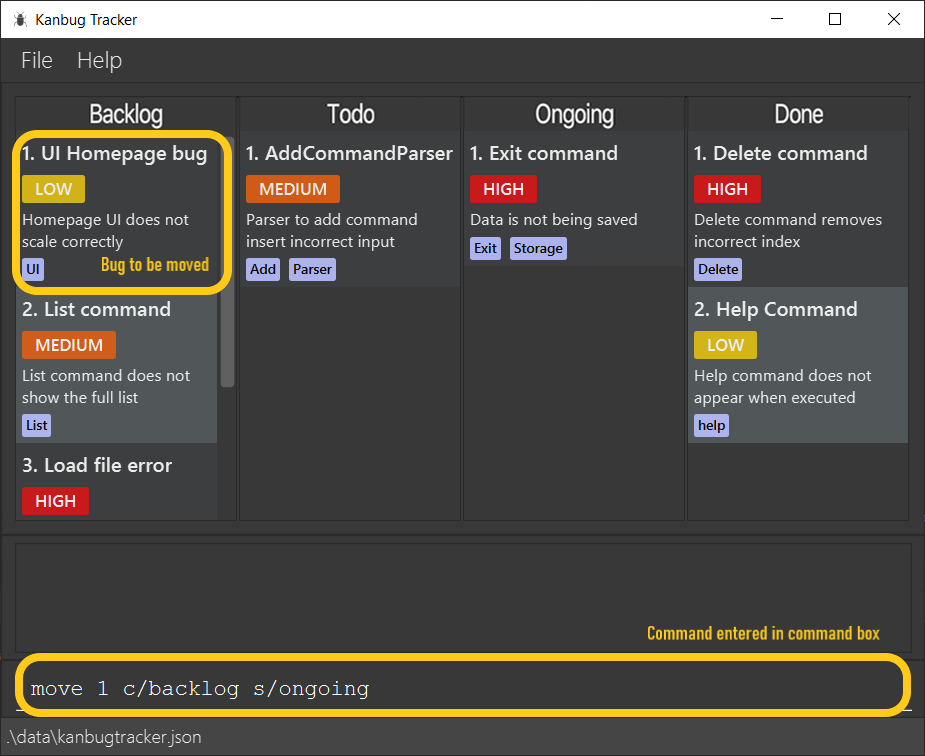 Kanbug Tracker
File Help
Backlog
1. UI Homepage bug
LOW
Homepage UI does not
scale correctly
UI
Bug to be moved
2. List command
MEDIUM
List command does not
show the full list
List
3. Load file error
HIGH
Todo
1. AddCommandParser
MEDIUM
Parser to add command
insert incorrect input
Add Parser
Ongoing
1. Exit command
HIGH
Data is not being saved
Exit Storage
Done
1. Delete command
HIGH
Delete command removes
incorrect index
Delete
2. Help Command
LOW
Help command does not
appear when executed
help
Command entered in command box
move 1 c/backlog s/ongoing
.\data\kanbugtracker.json